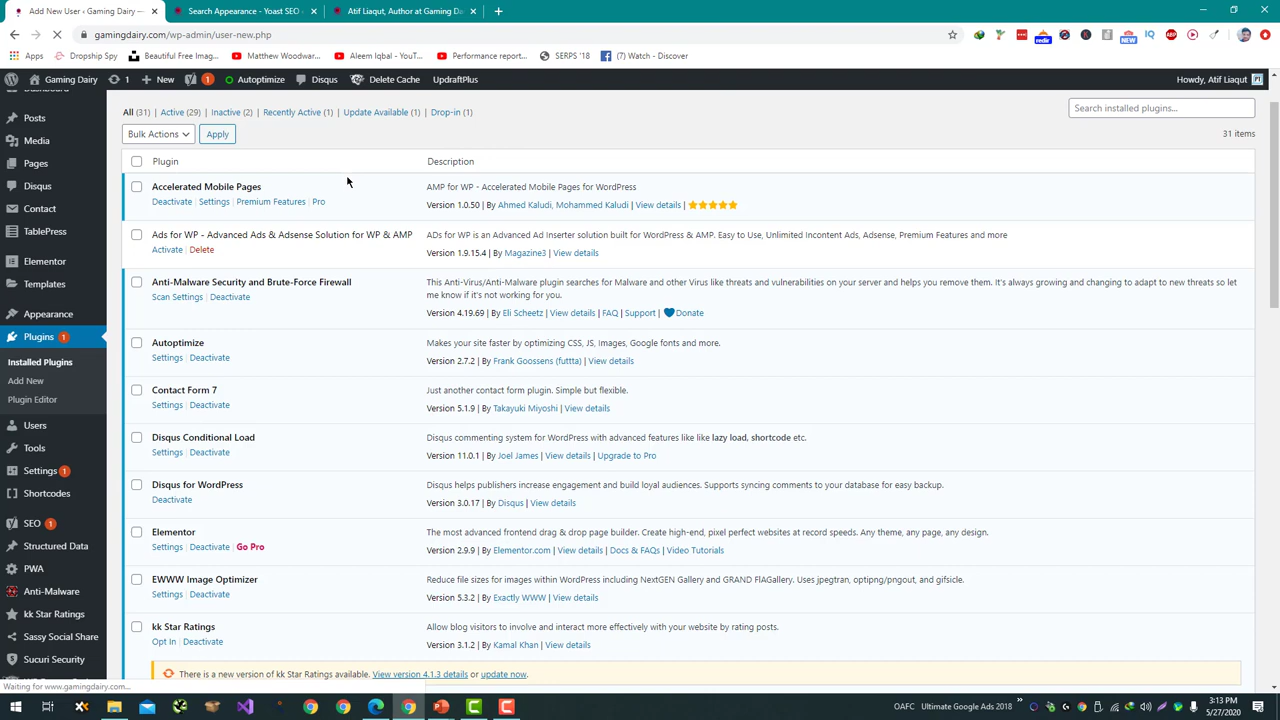 Add New User ‹ Gaming Dairy —
Search Appearance - Yoast SEO ‹
Atif Liaqut, Author at Gaming Da
gamingdairy.com/wp-admin/user-new.php
Apps
Dropship Spy
Beautiful Free Imag...
Matthew Woodwar...
Aleem Iqbal - YouT...
Performance report...
SERPS '18
(7) Watch - Discover
Gaming Dairy 1 New 1 Autoptimize Disqus Delete Cache UpdraftPlus
Howdy, Atif Liaqut
Dashboard
Posts
Media
Pages
Disqus
Contact
TablePress
Elementor
Templates
Appearance
Plugins 1
Installed Plugins
Add New
Plugin Editor
Users
Tools
Settings 1
Shortcodes
SEO 1
Structured Data
PWA
Anti-Malware
kk Star Ratings
Sassy Social Share
Sucuri Security
All (31) | Active (29) | Inactive (2) | Recently Active (1) | Update Available (1) | Drop-in (1)
Search installed plugins...
Bulk Actions
Apply
31 items
Plugin
Description
Accelerated Mobile Pages
Deactivate | Settings | Premium Features | Pro
AMP for WP - Accelerated Mobile Pages for WordPress
Version 1.0.50 | By Ahmed Kaludi, Mohammed Kaludi | View details |
Ads for WP - Advanced Ads & Adsense Solution for WP & AMP
Activate | Delete
ADs for WP is an Advanced Ad Inserter solution built for WordPress & AMP. Easy to Use, Unlimited Incontent Ads, Adsense, Premium Features and more
Version 1.9.15.4 | By Magazine3 | View details
Anti-Malware Security and Brute-Force Firewall
Scan Settings | Deactivate
This Anti-Virus/Anti-Malware plugin searches for Malware and other Virus like threats and vulnerabilities on your server and helps you remove them. It's always growing and changing to adapt to new threats so let
me know if it's not working for you.
Version 4.19.69 | By Eli Scheetz | View details | FAQ | Support | Donate
Autoptimize
Settings | Deactivate
Makes your site faster by optimizing CSS, JS, Images, Google fonts and more.
Version 2.7.2 | By Frank Goossens (futtta) | View details
Contact Form 7
Settings | Deactivate
Just another contact form plugin. Simple but flexible.
Version 5.1.9 | By Takayuki Miyoshi | View details
Disqus Conditional Load
Settings | Deactivate
Disqus commenting system for WordPress with advanced features like like lazy load, shortcode etc.
Version 11.0.1 | By Joel James | View details | Upgrade to Pro
Disqus for WordPress
Deactivate
Disqus helps publishers increase engagement and build loyal audiences. Supports syncing comments to your database for easy backup.
Version 3.0.17 | By Disqus | View details
Elementor
Settings | Deactivate | Go Pro
The most advanced frontend drag & drop page builder. Create high-end, pixel perfect websites at record speeds. Any theme, any page, any design.
Version 2.9.9 | By Elementor.com | View details | Docs & FAQs | Video Tutorials
EWWW Image Optimizer
Settings | Deactivate
Reduce file sizes for images within WordPress including NextGEN Gallery and GRAND FlAGallery. Uses jpegtran, optipng/pngout, and gifsicle.
Version 5.3.2 | By Exactly WWW | View details
kk Star Ratings
Opt In | Deactivate
Allow blog visitors to involve and interact more effectively with your website by rating posts.
Version 3.1.2 | By Kamal Khan | View details
There is a new version of kk Star Ratings available. View version 4.1.3 details or update now.
Waiting for www.gamingdairy.com...
OAFC
Ultimate Google Ads 2018
3:13 PM
5/27/2020